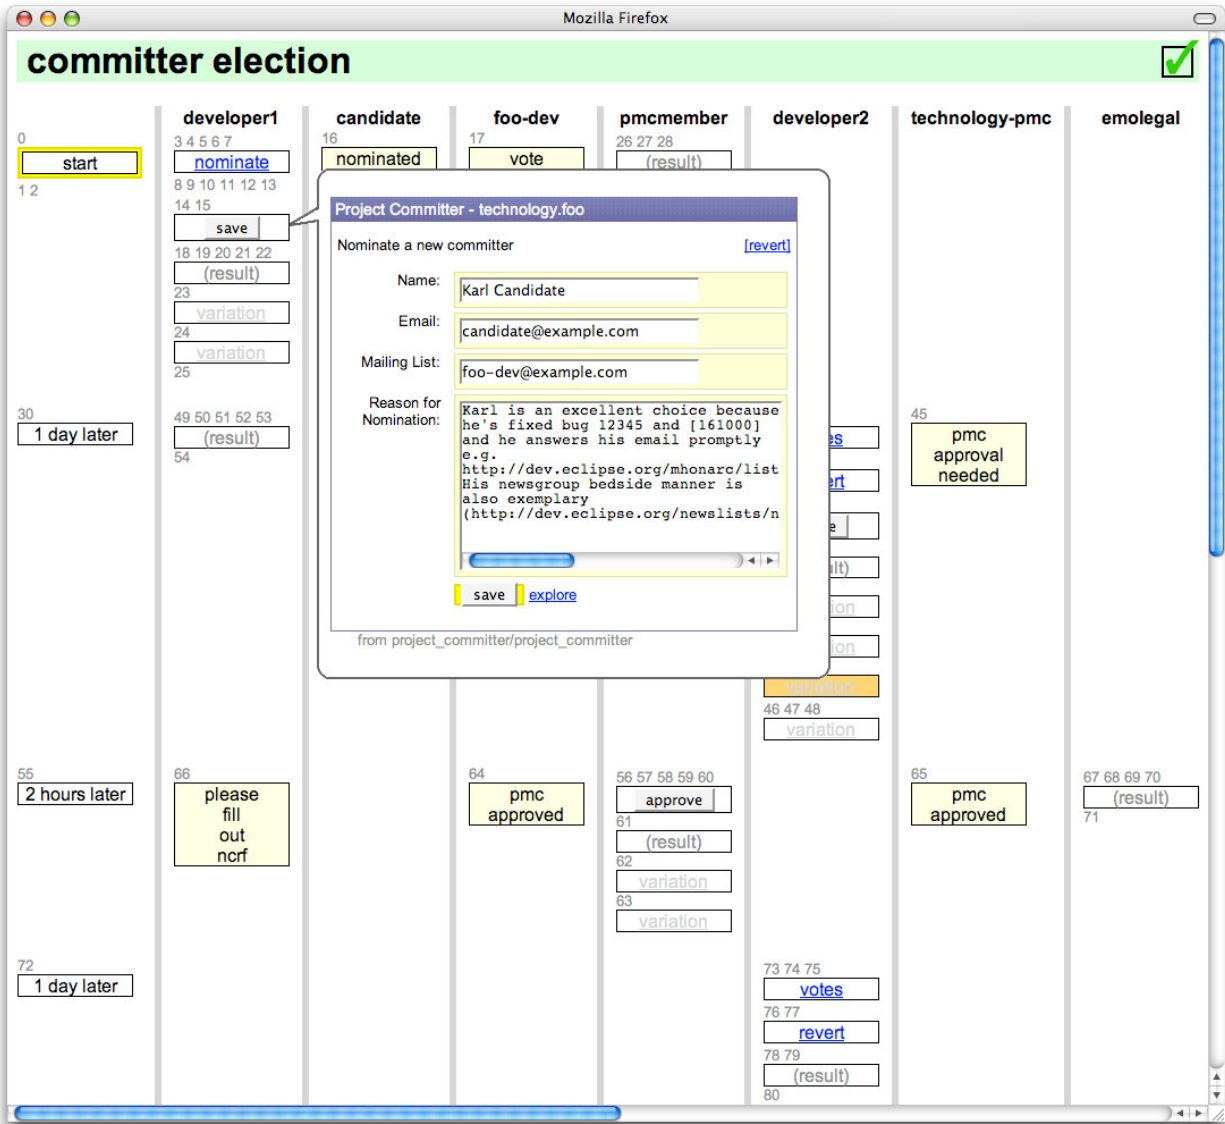 Mozilla Firefox
committer election
developer1 candidate foo-dev pmcmember developer2 technology-pmc emolegal
0
start
1 2
3 4 5 6 7
nominate
8 9 10 11 12 13
14 15
save
18 19 20 21 22
(result)
23
variation
24
variation
25
16
nominated
17
vote
26 27 28
(result)
Project Committer - technology.foo
Nominate a new committer [revert]
Name: Karl Candidate
Email: candidate@example.com
Mailing List: foo-dev@example.com
Reason for
Nomination:
Karl is an excellent choice because
he's fixed bug 12345 and [161000]
and he answers his email promptly
e.g.
http://dev.eclipse.org/mhonarc/list
His newsgroup bedside manner is
also exemplary
(http://dev.eclipse.org/newslists/n
save explore
from project_committer/project_committer
30
1 day later
49 50 51 52 53
(result)
54
45
pmc
approval
needed
variation
46 47 48
variation
55
2 hours later
66
please
fill
out
ncrf
64
pmc
approved
56 57 58 59 60
approve
61
(result)
62
variation
63
variation
65
pmc
approved
67 68 69 70
(result)
71
72
1 day later
73 74 75
votes
76 77
revert
78 79
(result)
80